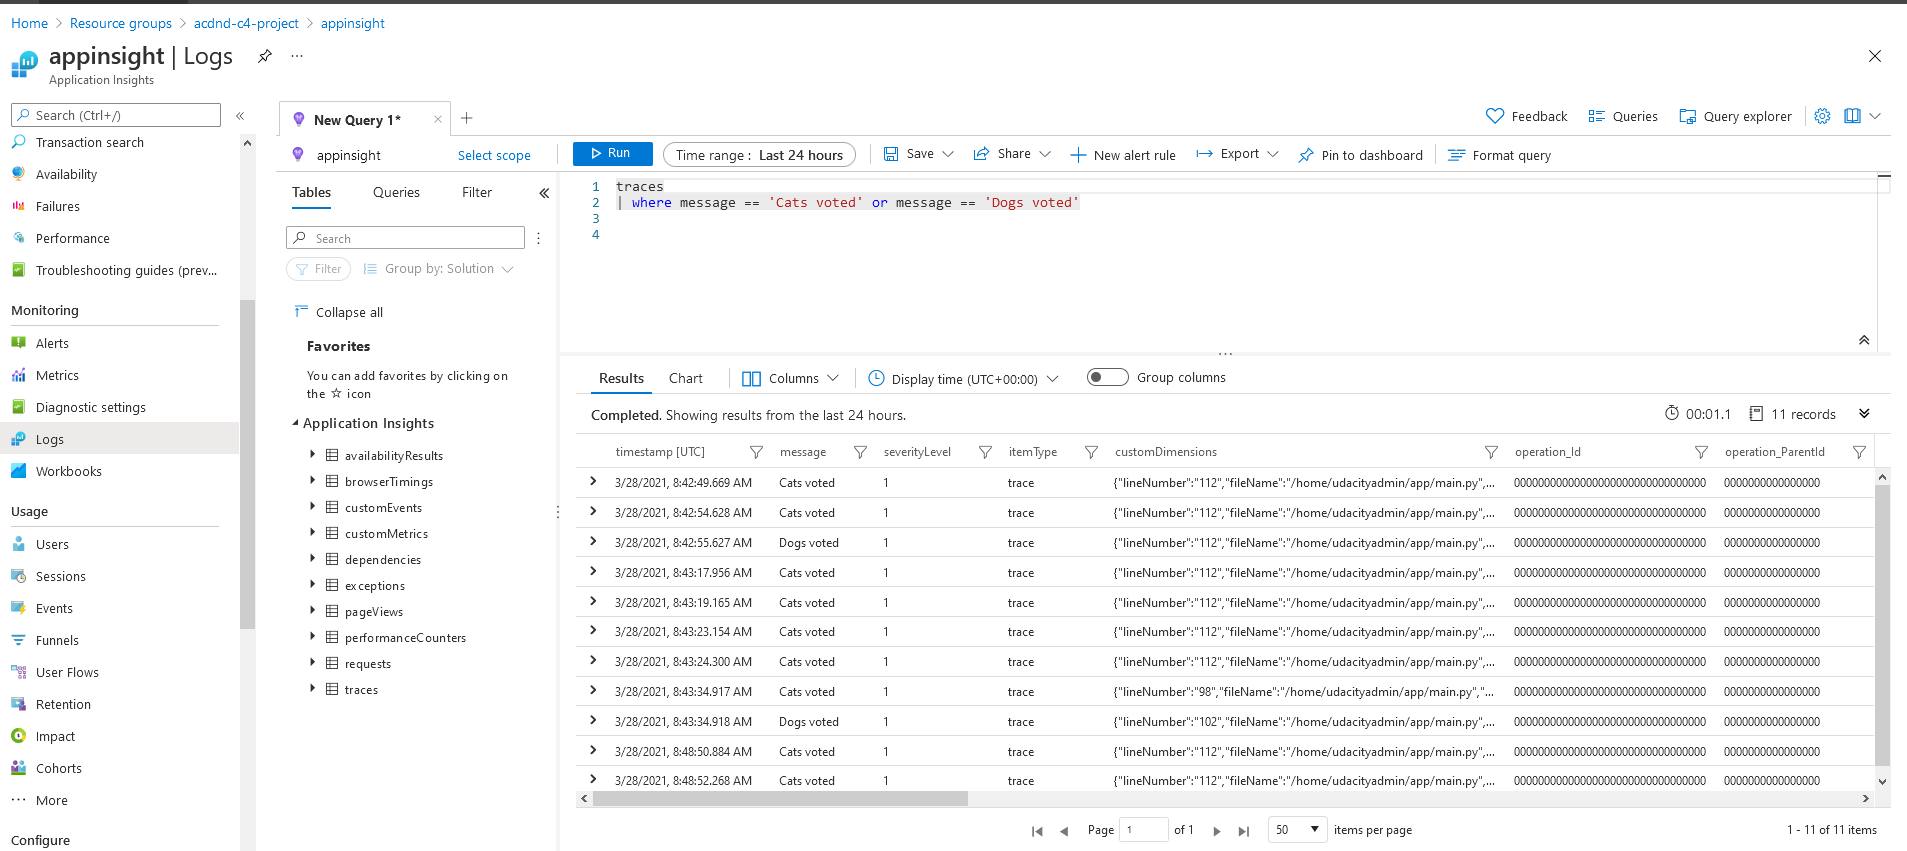 Home > Resource groups > acdnd-c4-project > appinsight
appinsight | Logs ...
Application Insights
Search (Ctrl+/) «
Transaction search
Availability
Failures
Performance
Troubleshooting guides (prev...
Monitoring
Alerts
Metrics
Diagnostic settings
Logs
Workbooks
Usage
Users
Sessions
Events
Funnels
User Flows
Retention
Impact
Cohorts
More
Configure
New Query 1* × +
Feedback Queries Query explorer
appinsight Select scope
Run Time range : Last 24 hours Save Share New alert rule Export Pin to dashboard Format query
Tables Queries Filter «
Search
Filter Group by: Solution
Collapse all
Favorites
You can add favorites by clicking on
the ☆ icon
Application Insights
availabilityResults
browserTimings
customEvents
customMetrics
dependencies
exceptions
pageViews
performanceCounters
requests
traces
1 traces
2 | where message == 'Cats voted' or message == 'Dogs voted'
3
4
Results Chart Columns Display time (UTC+00:00) Group columns
Completed. Showing results from the last 24 hours. 00:01.1 11 records
timestamp [UTC] message severityLevel itemType customDimensions operation_Id operation_ParentId
3/28/2021, 8:42:49.669 AM Cats voted 1 trace {"lineNumber":"112","fileName":"/home/udacityadmin/app/main.py",... 00000000000000000000000000000000 0000000000000000
3/28/2021, 8:42:54.628 AM Cats voted 1 trace {"lineNumber":"112","fileName":"/home/udacityadmin/app/main.py",... 00000000000000000000000000000000 0000000000000000
3/28/2021, 8:42:55.627 AM Dogs voted 1 trace {"lineNumber":"112","fileName":"/home/udacityadmin/app/main.py",... 00000000000000000000000000000000 0000000000000000
3/28/2021, 8:43:17.956 AM Cats voted 1 trace {"lineNumber":"112","fileName":"/home/udacityadmin/app/main.py",... 00000000000000000000000000000000 0000000000000000
3/28/2021, 8:43:19.165 AM Cats voted 1 trace {"lineNumber":"112","fileName":"/home/udacityadmin/app/main.py",... 00000000000000000000000000000000 0000000000000000
3/28/2021, 8:43:23.154 AM Cats voted 1 trace {"lineNumber":"112","fileName":"/home/udacityadmin/app/main.py",... 00000000000000000000000000000000 0000000000000000
3/28/2021, 8:43:24.300 AM Cats voted 1 trace {"lineNumber":"112","fileName":"/home/udacityadmin/app/main.py",... 00000000000000000000000000000000 0000000000000000
3/28/2021, 8:43:34.917 AM Cats voted 1 trace {"lineNumber":"98","fileName":"/home/udacityadmin/app/main.py","... 00000000000000000000000000000000 0000000000000000
3/28/2021, 8:43:34.918 AM Dogs voted 1 trace {"lineNumber":"102","fileName":"/home/udacityadmin/app/main.py",... 00000000000000000000000000000000 0000000000000000
3/28/2021, 8:48:50.884 AM Cats voted 1 trace {"lineNumber":"112","fileName":"/home/udacityadmin/app/main.py",... 00000000000000000000000000000000 0000000000000000
3/28/2021, 8:48:52.268 AM Cats voted 1 trace {"lineNumber":"112","fileName":"/home/udacityadmin/app/main.py",... 00000000000000000000000000000000 0000000000000000
Page 1 of 1 50 items per page 1 - 11 of 11 items